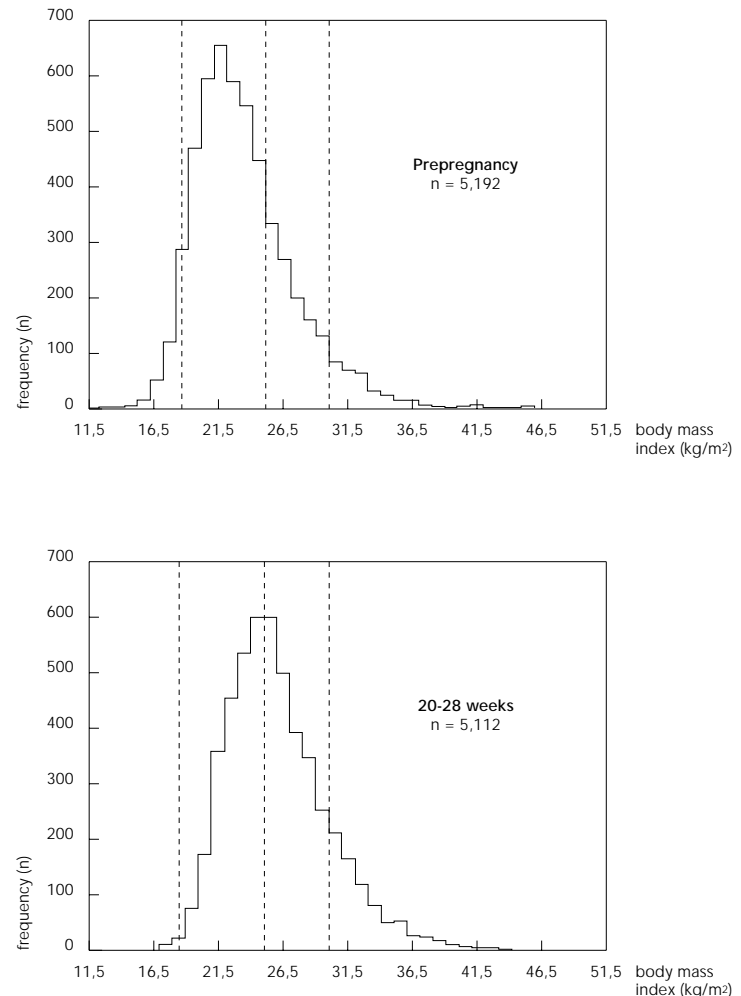 700
600
500
400
300
200
100
0
frequency (n)
Prepregnancy
n = 5,192
11,5 16,5 21,5 26,5 31,5 36,5 41,5 46,5 51,5
body mass
index (kg/m²)
700
600
500
400
300
200
100
0
frequency (n)
20-28 weeks
n = 5,112
11,5 16,5 21,5 26,5 31,5 36,5 41,5 46,5 51,5
body mass
index (kg/m²)